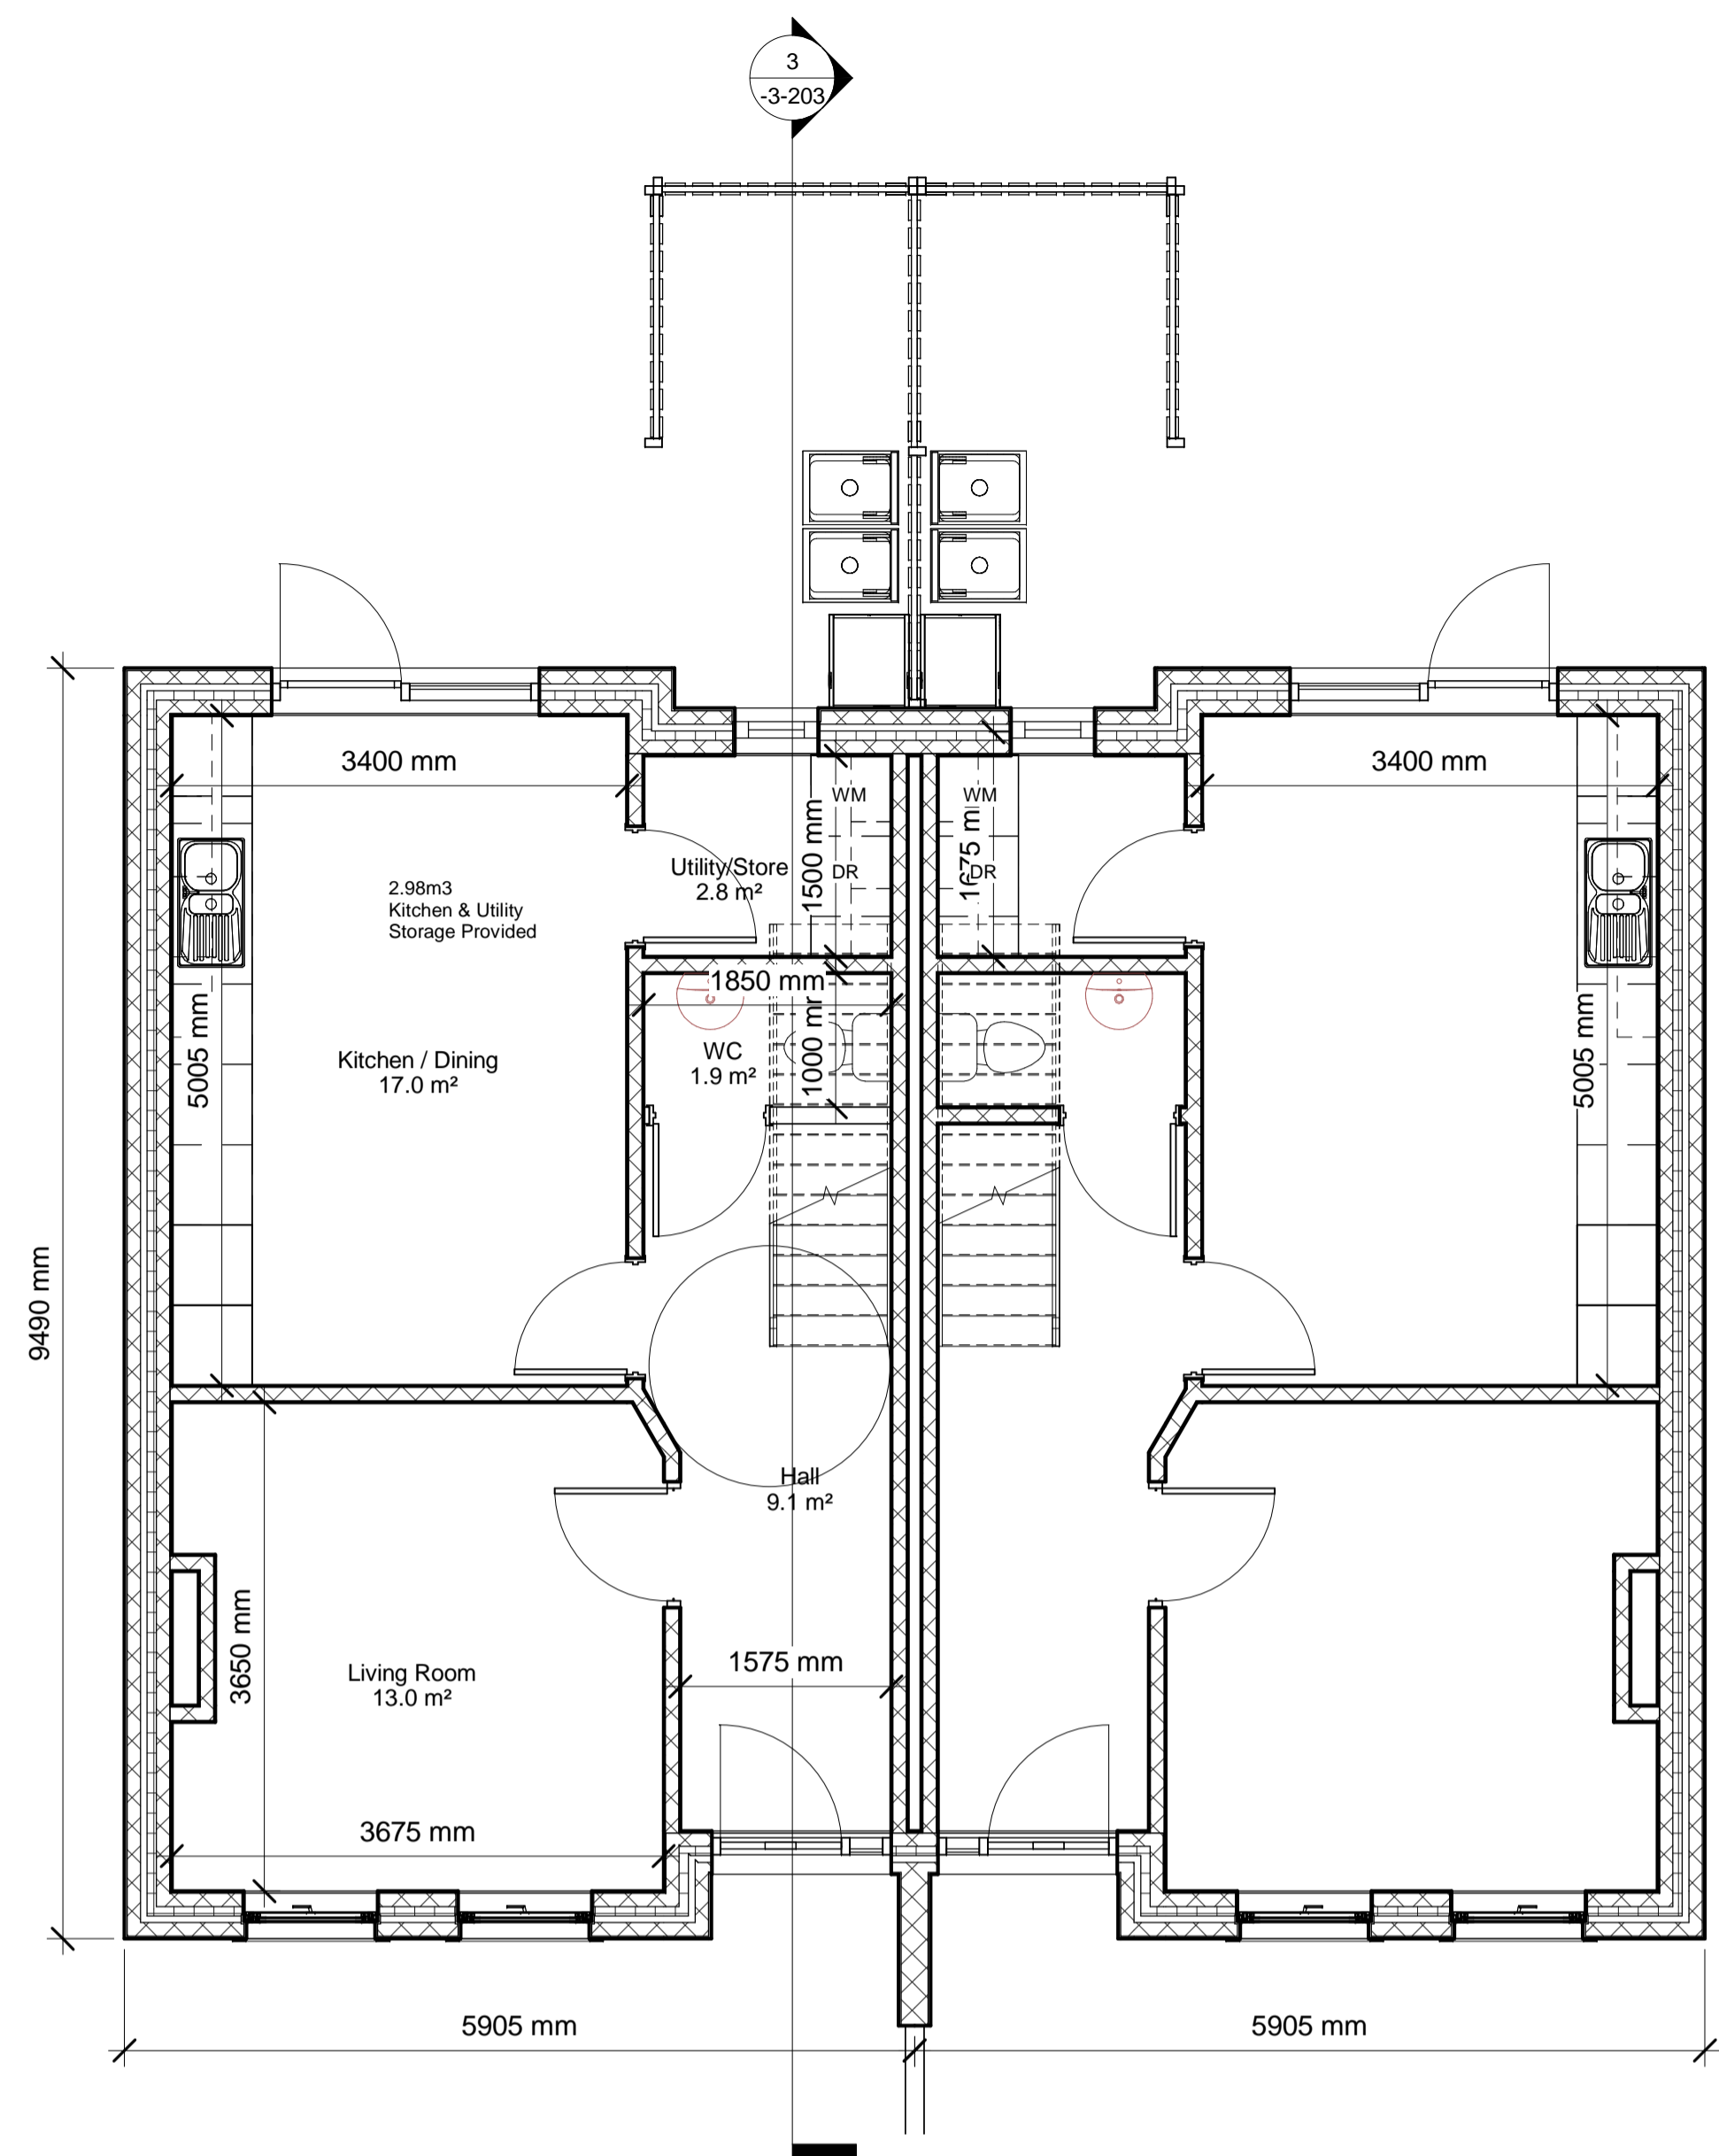 3
-3-203
3400 mm
3400 mm
WM
WM
1500 mm
Utility/Store
2.8 m²
DR
DR
2.98m3
Kitchen & Utility
Storage Provided
1850 mm
5005 mm
5005 mm
WC
1.9 m²
Kitchen / Dining
17.0 m²
9490 mm
Hall
9.1 m²
3650 mm
1575 mm
Living Room
13.0 m²
3675 mm
5905 mm
5905 mm